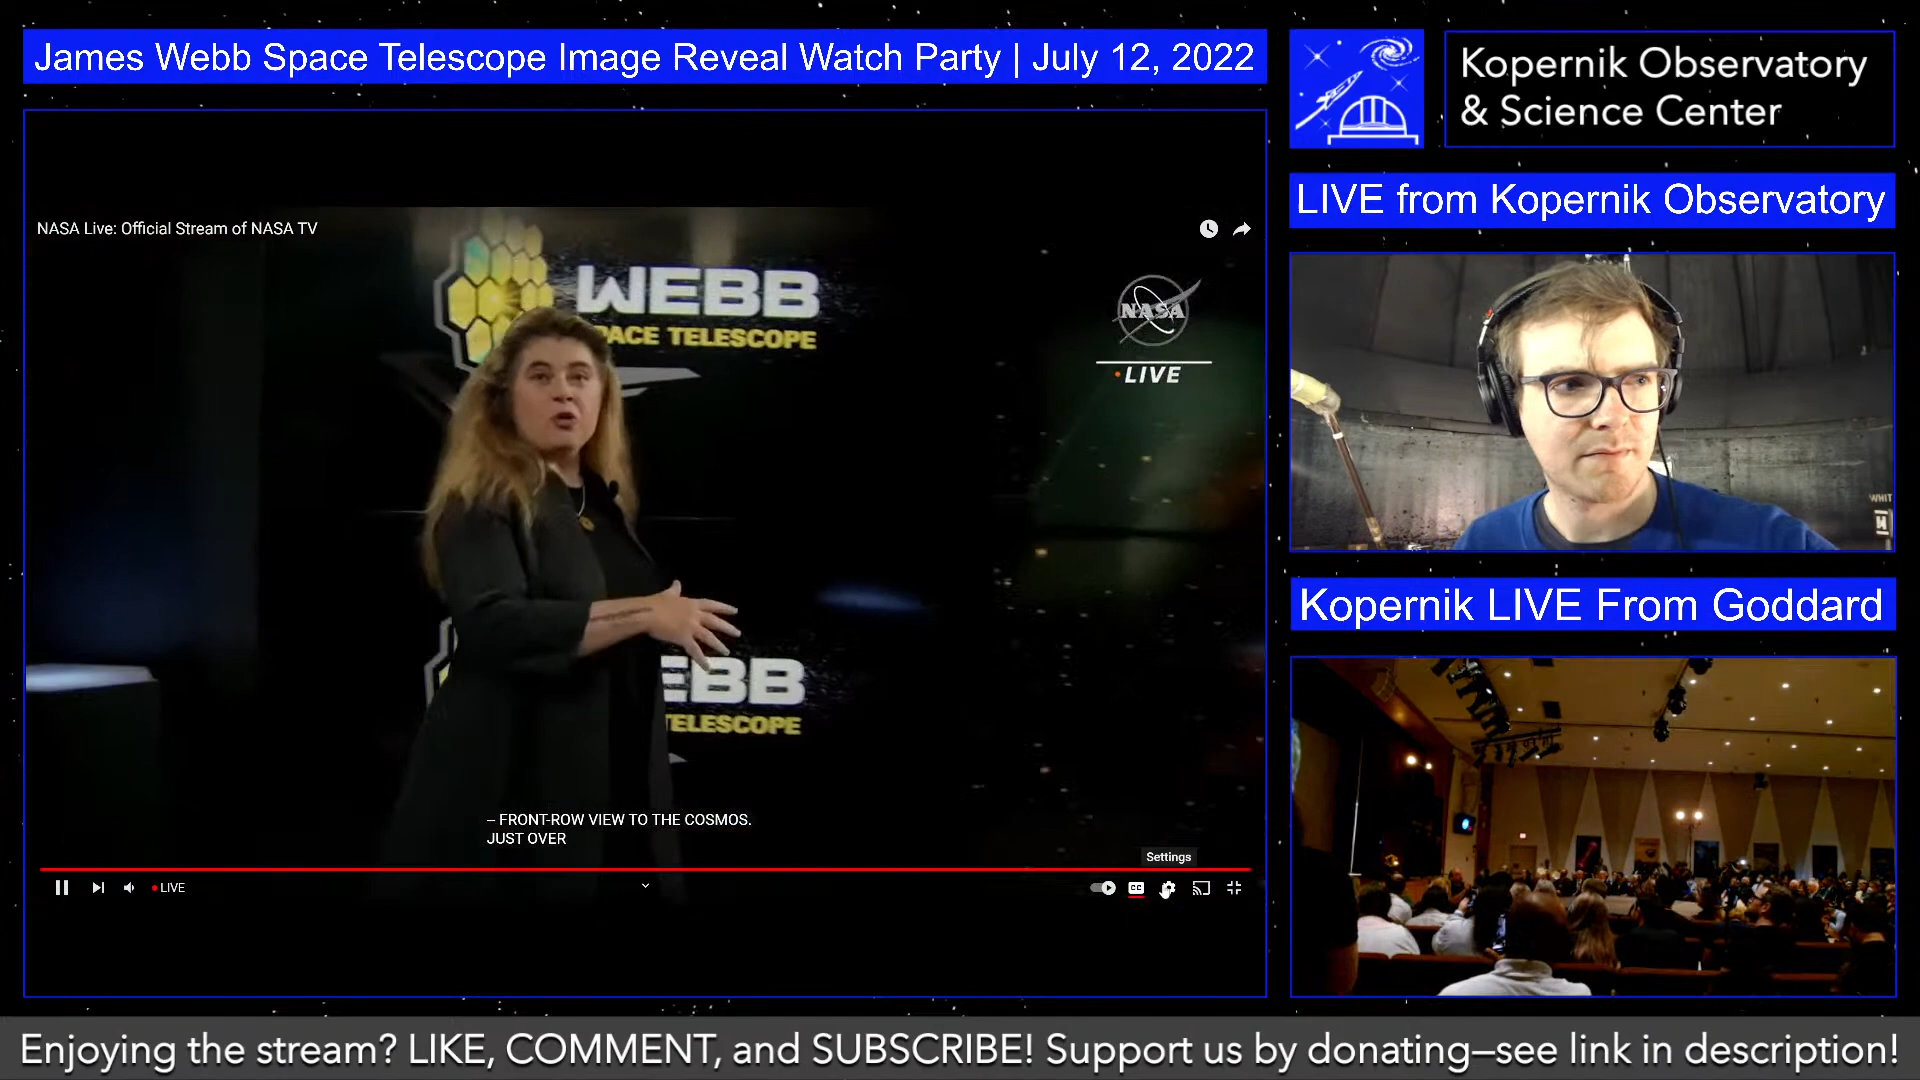 James Webb Space Telescope Image Reveal Watch Party | July 12, 2022
Kopernik Observatory
& Science Center
LIVE from Kopernik Observatory
NASA Live: Official Stream of NASA TV
WEBB
PACE TELESCOPE
NASA
LIVE
WHIT
EBB
TELESCOPE
– FRONT-ROW VIEW TO THE COSMOS.
JUST OVER
Settings
LIVE
CC
Kopernik LIVE From Goddard
Enjoying the stream? LIKE, COMMENT, and SUBSCRIBE! Support us by donating–see link in description!